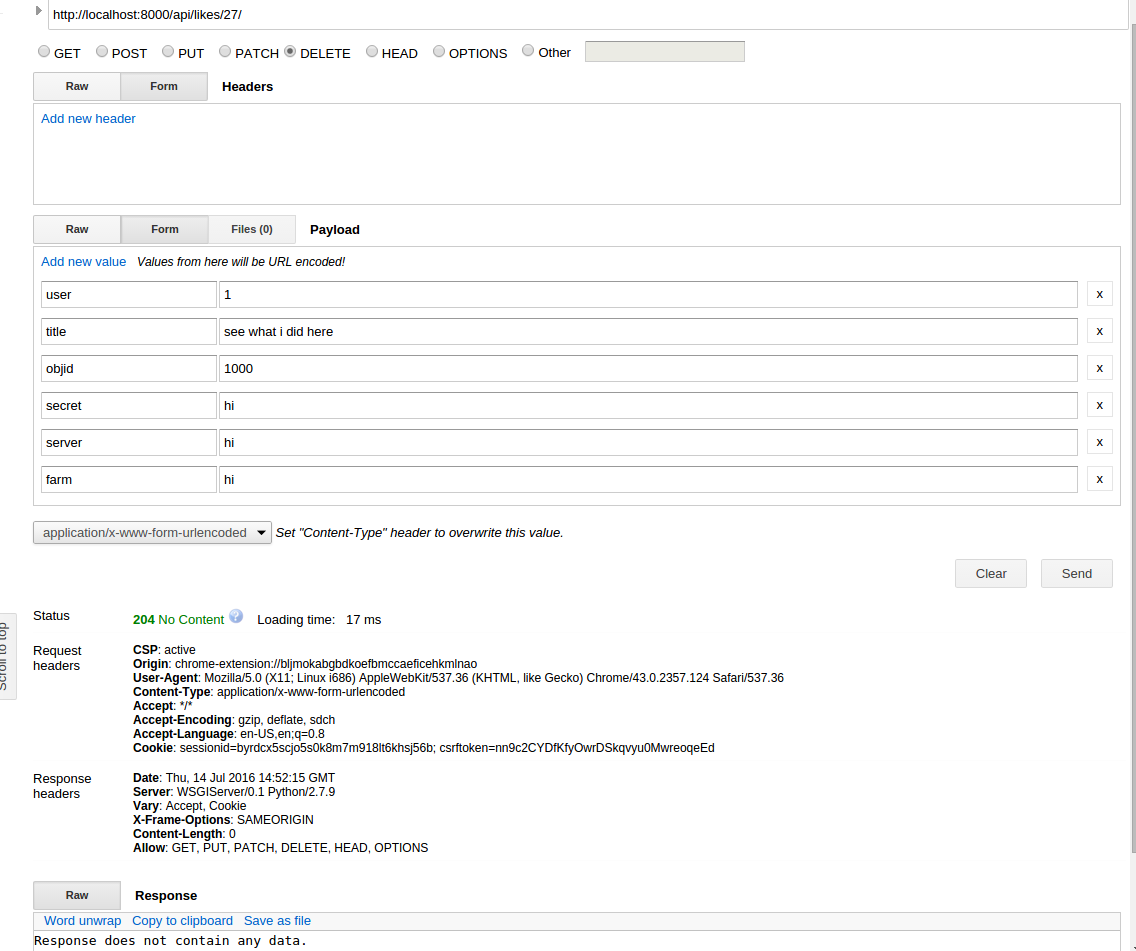 http://localhost:8000/api/likes/27/
GET POST PUT PATCH DELETE HEAD OPTIONS Other
Raw Form Headers
Add new header
Raw Form Files (0) Payload
Add new value Values from here will be URL encoded!
user 1 x
title see what i did here x
objid 1000 x
secret hi x
server hi x
farm hi x
application/x-www-form-urlencoded Set "Content-Type" header to overwrite this value.
Clear Send
Scroll to top
Status 204 No Content ? Loading time: 17 ms
Request headers
CSP: active
Origin: chrome-extension://bljmokabgbdkoefbmccaeficehkmlnao
User-Agent: Mozilla/5.0 (X11; Linux i686) AppleWebKit/537.36 (KHTML, like Gecko) Chrome/43.0.2357.124 Safari/537.36
Content-Type: application/x-www-form-urlencoded
Accept: */*
Accept-Encoding: gzip, deflate, sdch
Accept-Language: en-US,en;q=0.8
Cookie: sessionid=byrdcx5scjo5s0k8m7m918lt6khsj56b; csrftoken=nn9c2CYDfKfyOwrDSkqvyu0MwreoqeEd
Response headers
Date: Thu, 14 Jul 2016 14:52:15 GMT
Server: WSGIServer/0.1 Python/2.7.9
Vary: Accept, Cookie
X-Frame-Options: SAMEORIGIN
Content-Length: 0
Allow: GET, PUT, PATCH, DELETE, HEAD, OPTIONS
Raw Response
Word unwrap Copy to clipboard Save as file
Response does not contain any data.